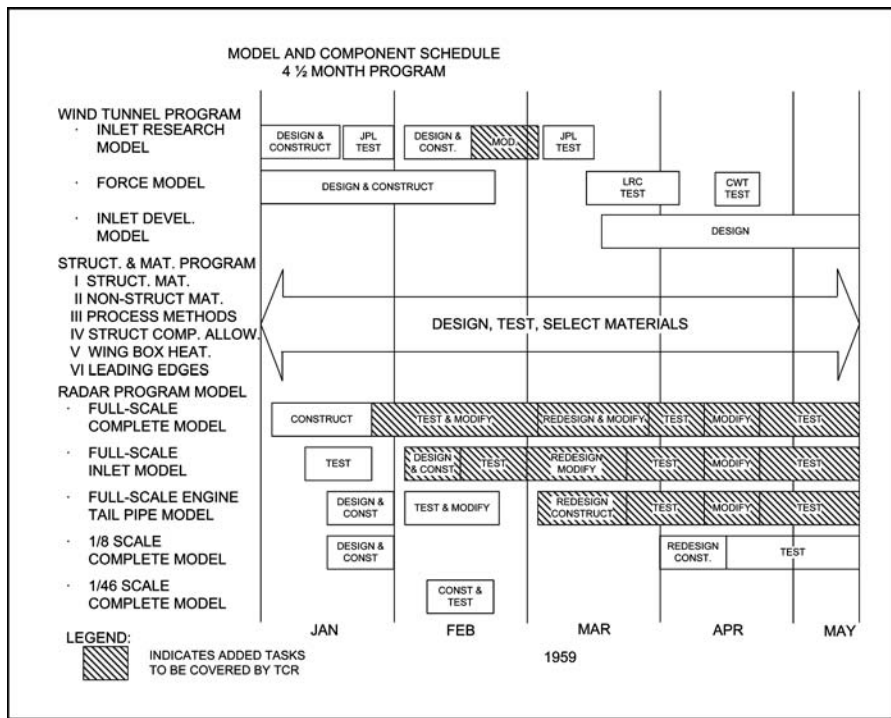 MODEL AND COMPONENT SCHEDULE
4 ½ MONTH PROGRAM
WIND TUNNEL PROGRAM
· INLET RESEARCH
MODEL
DESIGN &
CONSTRUCT
JPL
TEST
DESIGN &
CONST.
MOD.
JPL
TEST
· FORCE MODEL
DESIGN & CONSTRUCT
LRC
TEST
CWT
TEST
· INLET DEVEL.
MODEL
DESIGN
STRUCT. & MAT. PROGRAM
I STRUCT. MAT.
II NON-STRUCT MAT.
III PROCESS METHODS
IV STRUCT COMP. ALLOW.
V WING BOX HEAT.
VI LEADING EDGES
DESIGN, TEST, SELECT MATERIALS
RADAR PROGRAM MODEL
· FULL-SCALE
COMPLETE MODEL
CONSTRUCT
TEST & MODIFY
REDESIGN & MODIFY
TEST
MODIFY
TEST
· FULL-SCALE
INLET MODEL
TEST
DESIGN
& CONST.
TEST
REDESIGN
MODIFY
TEST
MODIFY
TEST
· FULL-SCALE ENGINE
TAIL PIPE MODEL
DESIGN &
CONST
TEST & MODIFY
REDESIGN
CONSTRUCT
TEST
MODIFY
TEST
· 1/8 SCALE
COMPLETE MODEL
DESIGN &
CONST
REDESIGN
CONST.
TEST
· 1/46 SCALE
COMPLETE MODEL
CONST &
TEST
JAN FEB MAR APR MAY
1959
LEGEND:
INDICATES ADDED TASKS
TO BE COVERED BY TCR